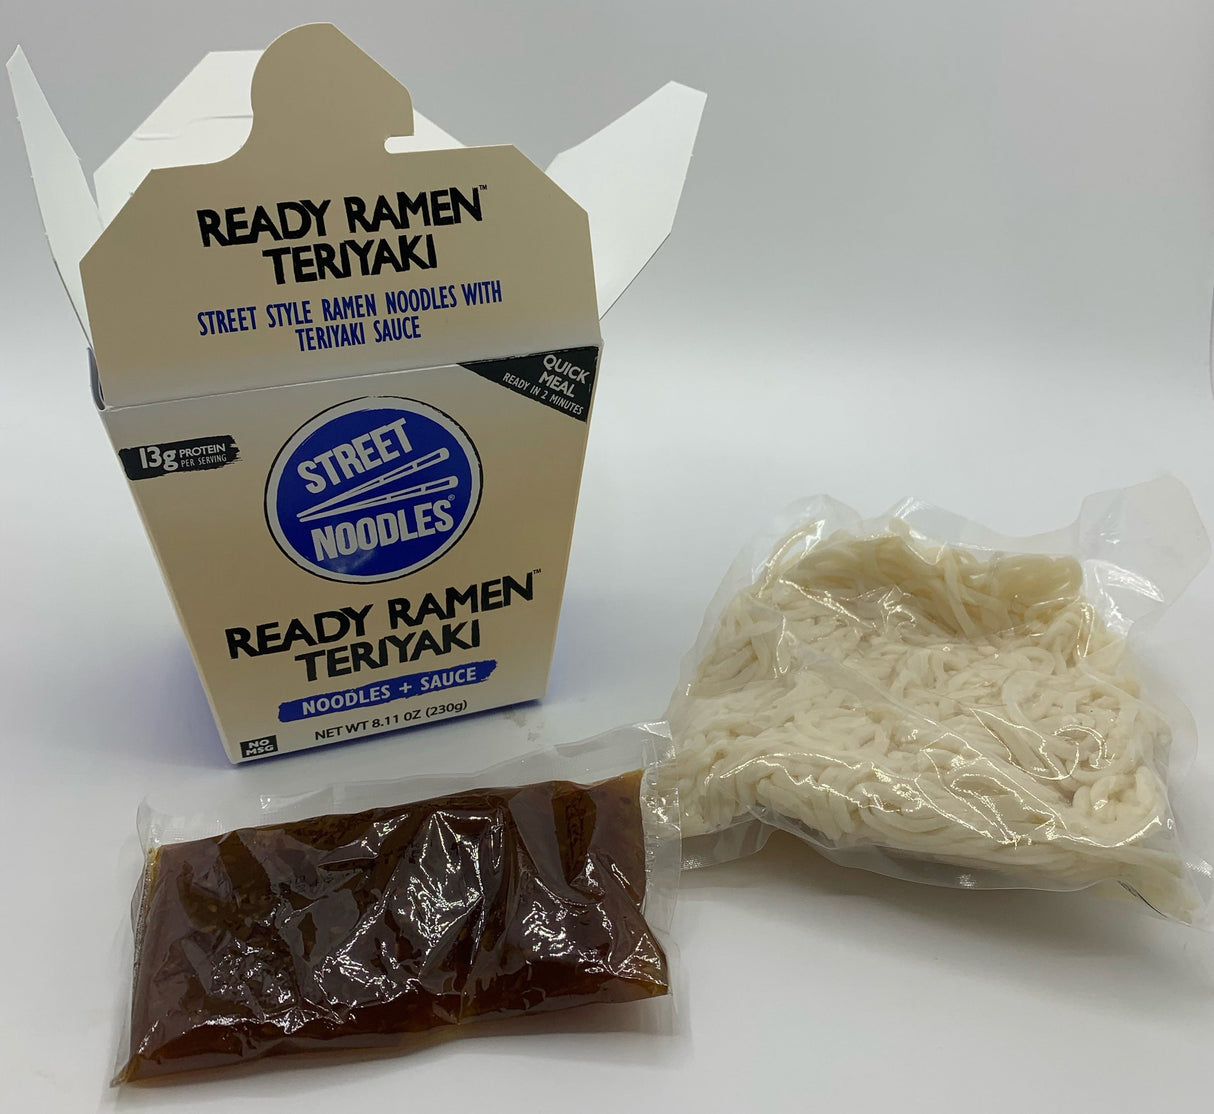 READY RAMEN™
TERIYAKI
STREET STYLE RAMEN NOODLES WITH
TERIYAKI SAUCE
QUICK
MEAL
READY IN 2 MINUTES
13g PROTEIN
PER SERVING
STREET
NOODLES®
READY RAMEN™
TERIYAKI
NOODLES + SAUCE
NET WT 8.11 OZ (230g)
NO
MSG